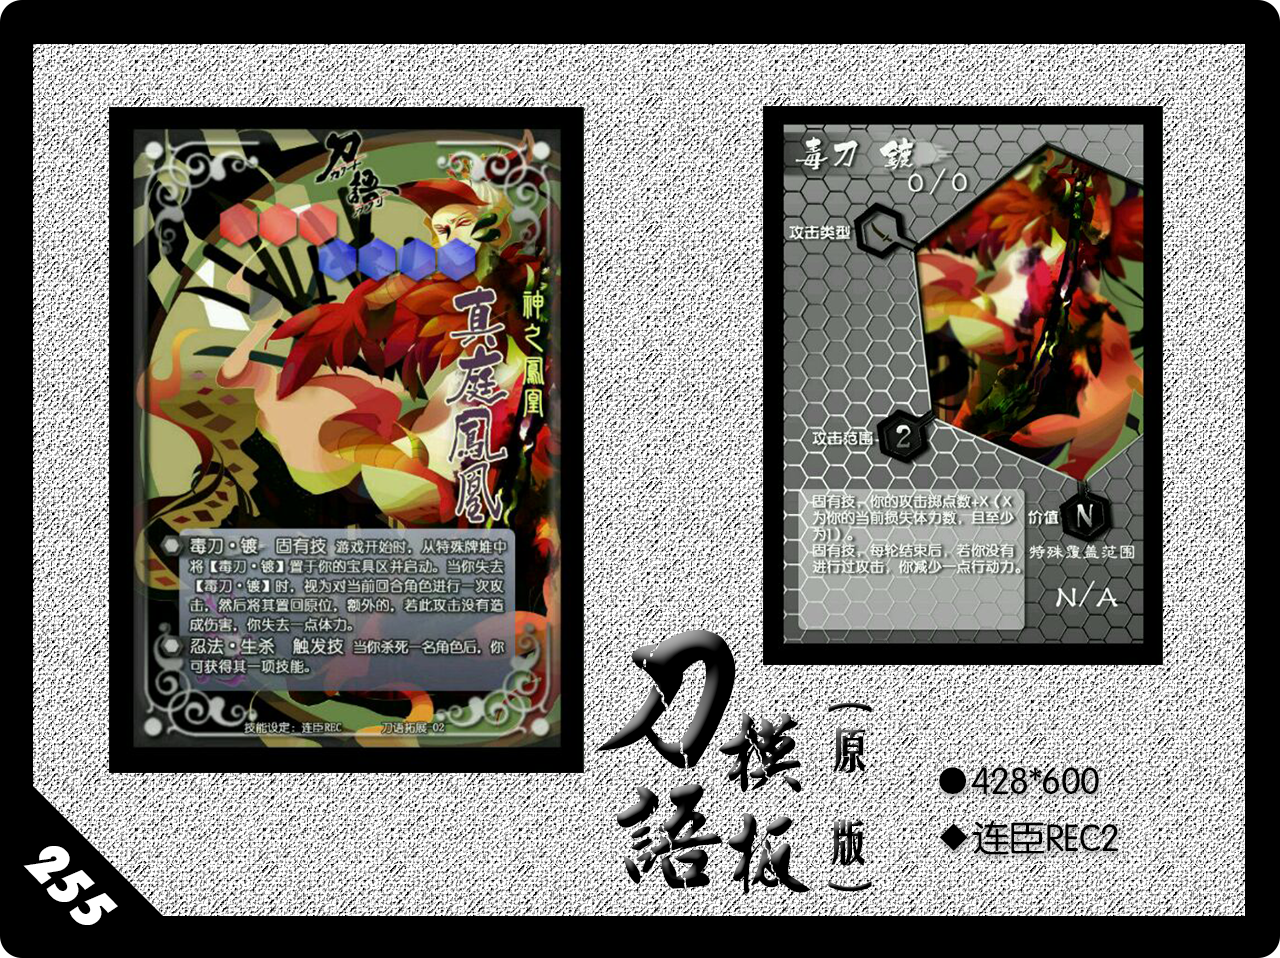 刀語
神之鳳凰
真庭鳳凰
毒刀·镀 固有技 游戏开始时，从特殊牌堆中
将【毒刀·镀】置于你的宝具区并启动。当你失去
【毒刀·镀】时，视为对当前回合角色进行一次攻
击，然后将其置回原位，额外的，若此攻击没有造
成伤害，你失去一点体力。
忍法·生杀 触发技 当你杀死一名角色后，你
可获得其一项技能。
技能设定：连臣REC 刀语拓展-02
毒刀 鍍
0/0
攻击类型
攻击范围
2
固有技，你的攻击掷点数+X（X
为你的当前损失体力数，且至少
为1）。
固有技，每轮结束后，若你没有
进行过攻击，你减少一点行动力。
价值
N
特殊覆盖范围
N/A
刀語
模板
（原版）
●428*600
◆连臣REC2
255